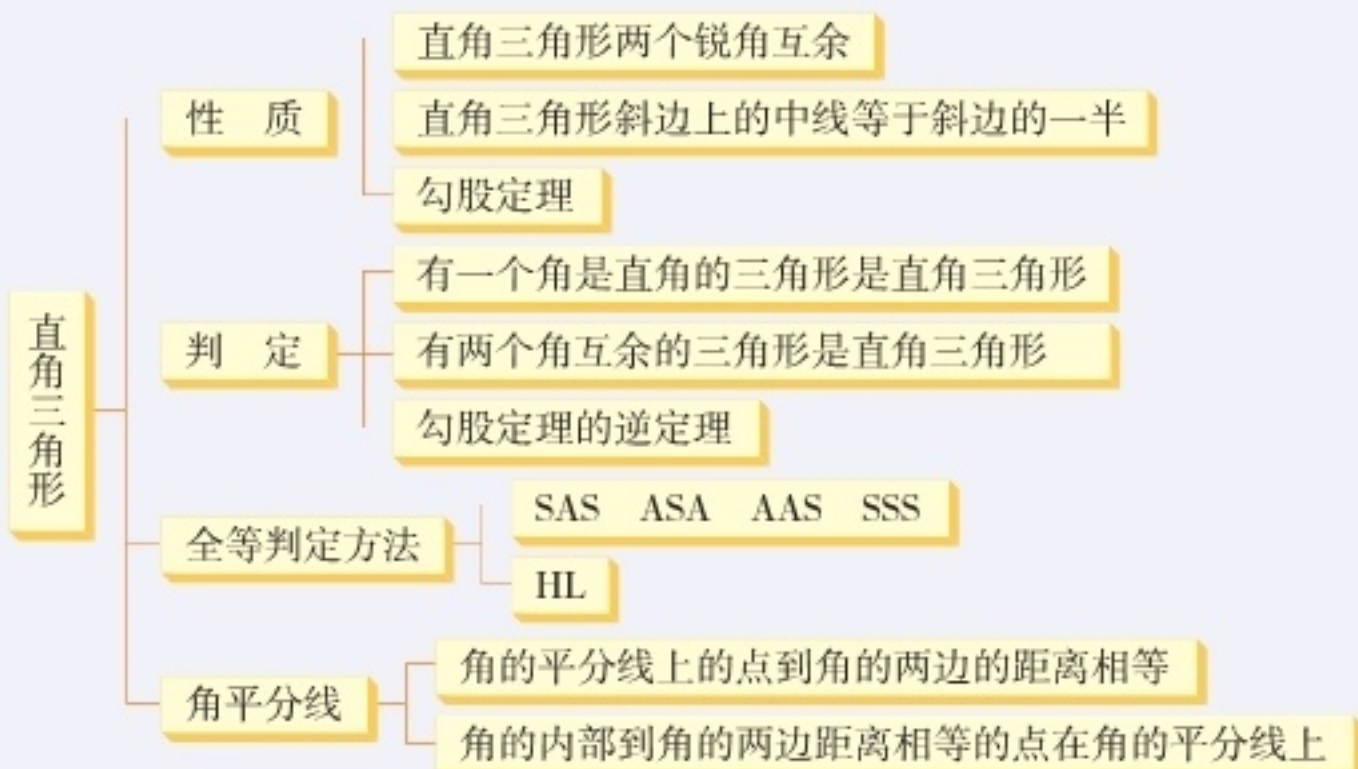 直角三角形
性 质
直角三角形两个锐角互余
直角三角形斜边上的中线等于斜边的一半
勾股定理
判 定
有一个角是直角的三角形是直角三角形
有两个角互余的三角形是直角三角形
勾股定理的逆定理
全等判定方法
SAS ASA AAS SSS
HL
角平分线
角的平分线上的点到角的两边的距离相等
角的内部到角的两边距离相等的点在角的平分线上